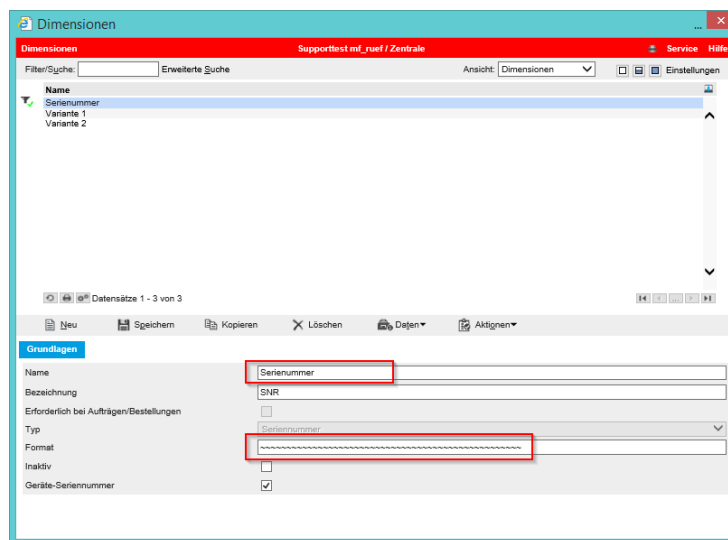 Dimensionen ...
Dimensionen Supporttest mf_ruef / Zentrale Service Hilfe
Filter/Suche: Erweiterte Suche Ansicht: Dimensionen Einstellungen
Name
Serienummer
Variante 1
Variante 2
Datensätze 1 - 3 von 3 ...
Neu Speichern Kopieren Löschen Daten Aktionen
Grundlagen
Name Serienummer
Bezeichnung SNR
Erforderlich bei Aufträgen/Bestellungen
Typ Seriennummer
Format ~~~~~~~~~~~~~~~~~~~~~~~~~~~~~~~~~~~~~~~~~~~~~~~~~~
Inaktiv
Geräte-Seriennummer